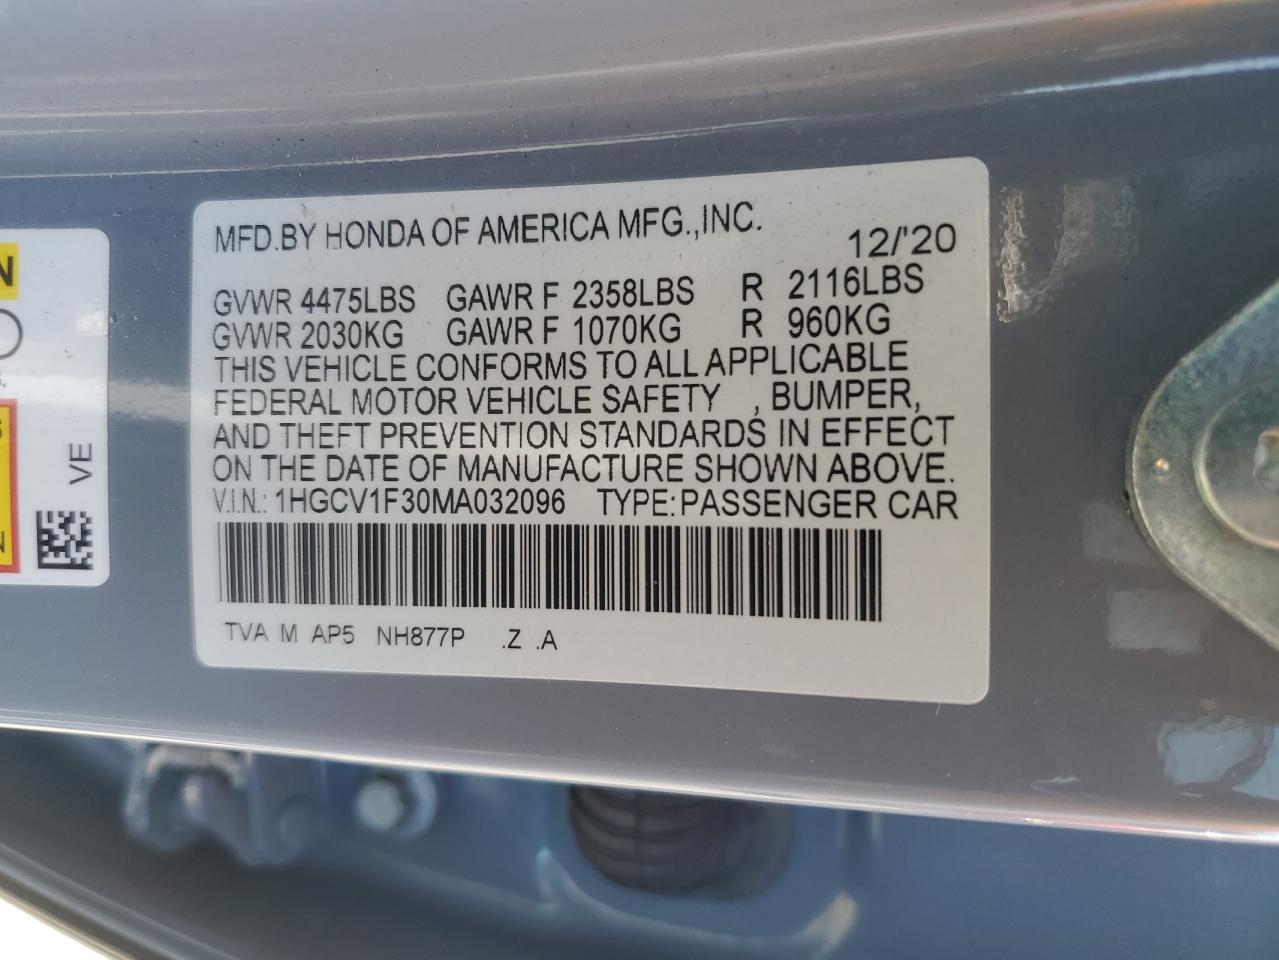 MFD.BY HONDA OF AMERICA MFG.,INC. 12/'20
GVWR 4475LBS GAWR F 2358LBS R 2116LBS
GVWR 2030KG GAWR F 1070KG R 960KG
THIS VEHICLE CONFORMS TO ALL APPLICABLE
FEDERAL MOTOR VEHICLE SAFETY , BUMPER,
AND THEFT PREVENTION STANDARDS IN EFFECT
ON THE DATE OF MANUFACTURE SHOWN ABOVE.
V.I.N.: 1HGCV1F30MA032096 TYPE: PASSENGER CAR
TVA M AP5 NH877P .Z .A
VE